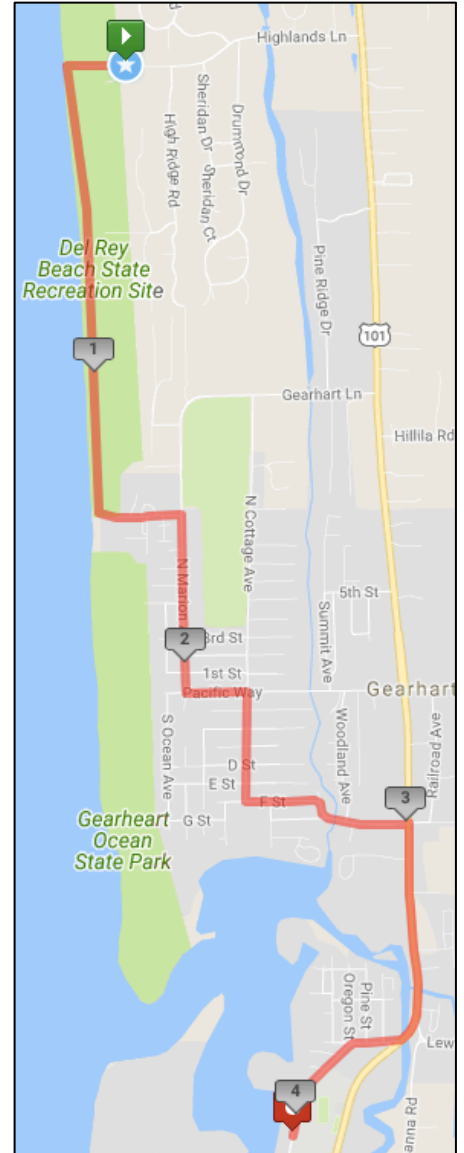 Highlands Ln
Sheridan Dr
Sheridan Ct
Drummond Dr
High Ridge Rd
Del Rey
Beach State
Recreation Site
Pine Ridge Dr
101
1
Gearhart Ln
Hillila Rd
N Cottage Ave
N Marion
5th St
Summit Ave
2
3rd St
1st St
Pacific Way
Gearhart
S Ocean Ave
Woodland Ave
Railroad Ave
D St
E St
F St
3
G St
Gearheart
Ocean
State Park
Pine St
Oregon St
Lew
4